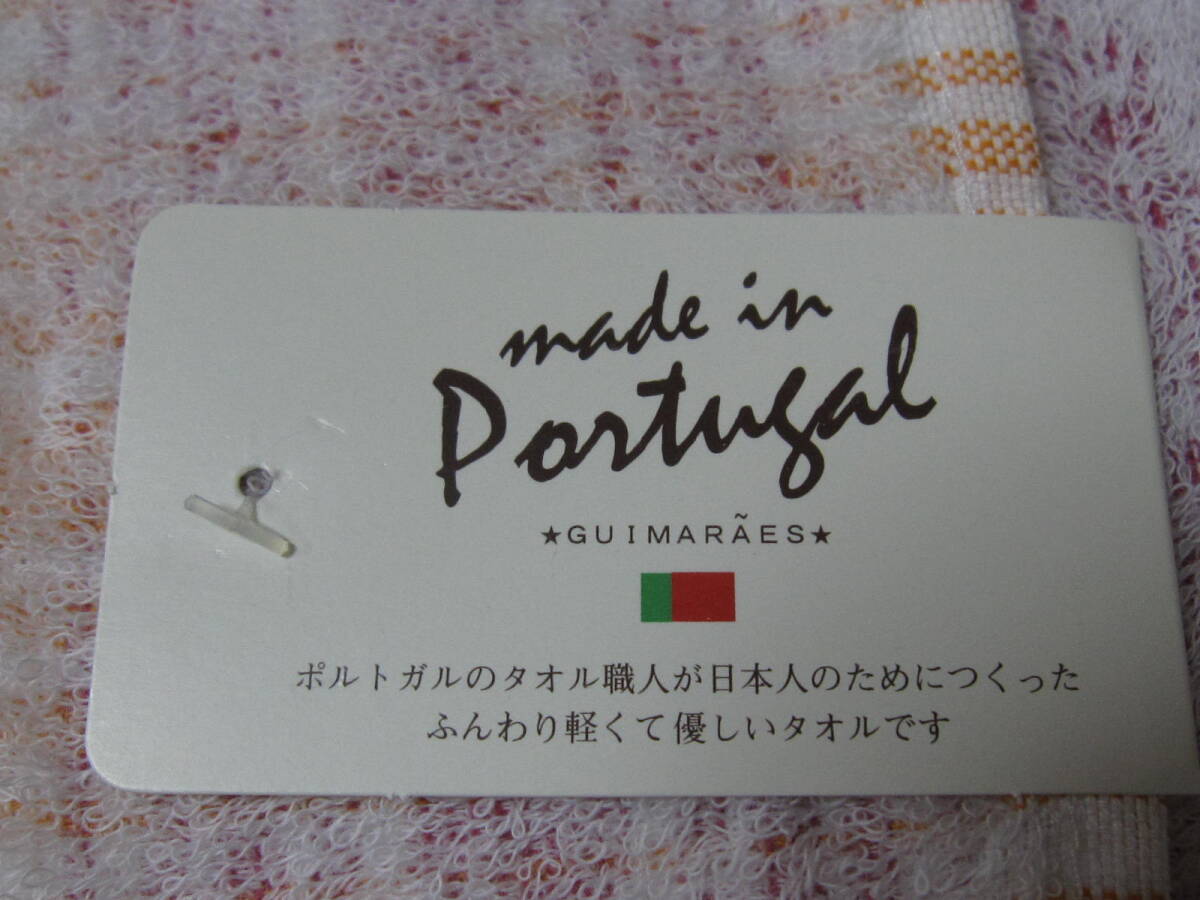 made in
Portugal
★GUIMARÃES★
ポルトガルのタオル職人が日本人のためにつくった
ふんわり軽くて優しいタオルです